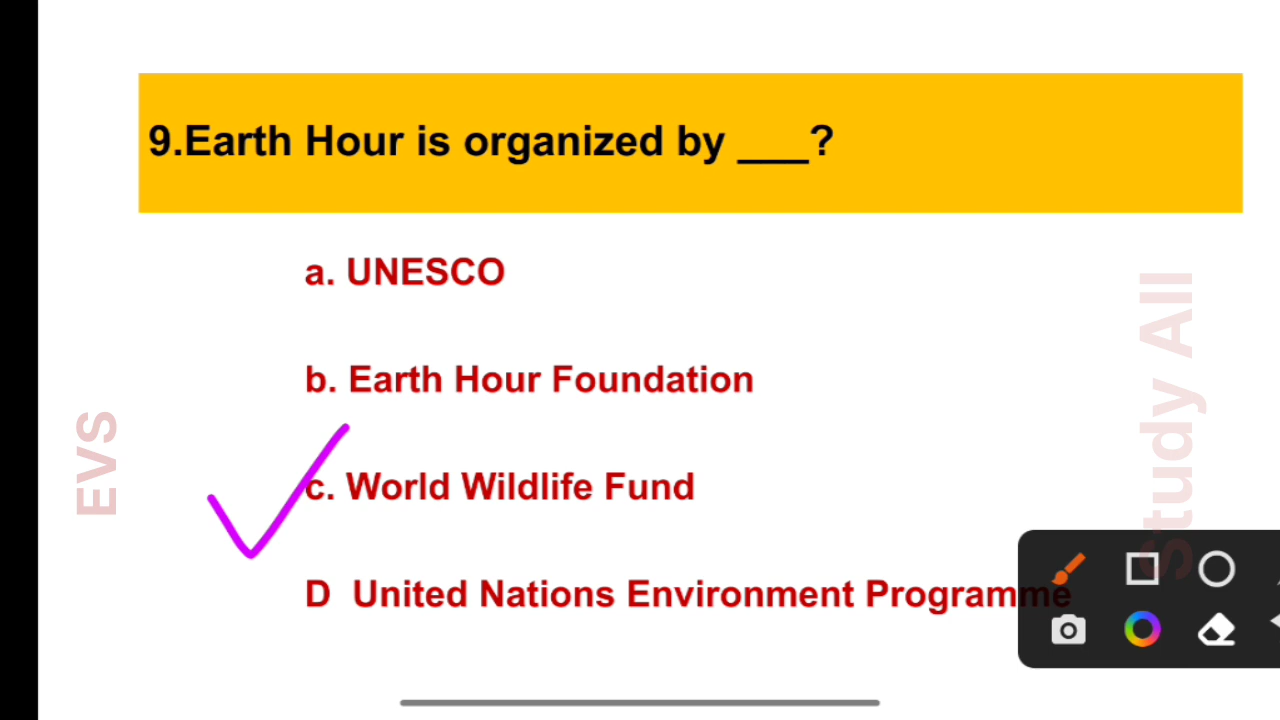 9.Earth Hour is organized by ___?
a. UNESCO
b. Earth Hour Foundation
c. World Wildlife Fund
D United Nations Environment Programme
EVS
Study All